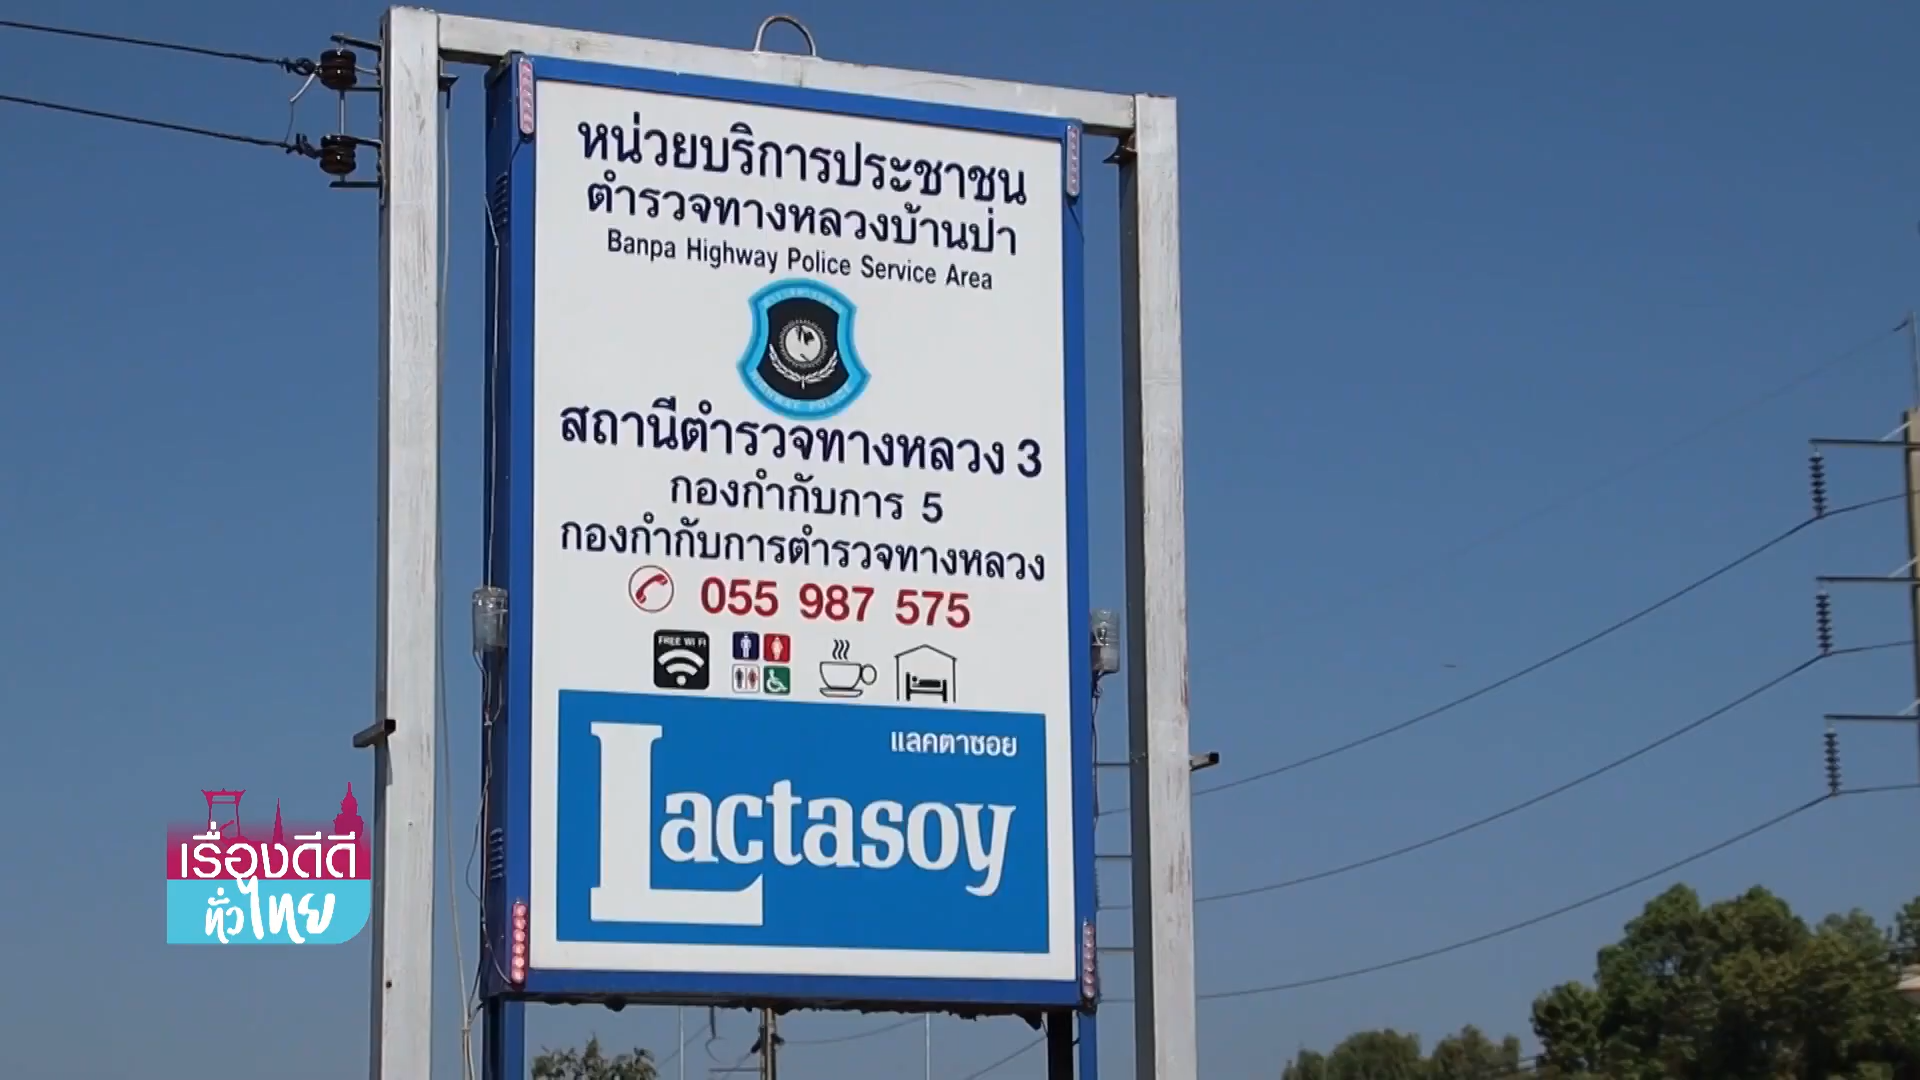 หน่วยบริการประชาชน
ตำรวจทางหลวงบ้านป่า
Banpa Highway Police Service Area
HIGHWAY POLICE
สถานีตำรวจทางหลวง 3
กองกำกับการ 5
กองกำกับการตำรวจทางหลวง
055 987 575
FREE Wi Fi
แลคตาซอย
Lactasoy
เรื่องดีดี
ทั่วไทย